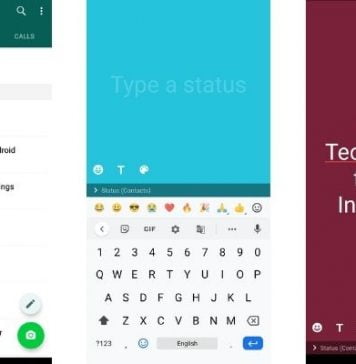 CALLS
roid
ngs
Type a status
Status (Contacts)
GIF
1 2 3 4 5 6 7 8 9 0
Q W E R T Y U I O P
A S D F G H J K L
Z X C V B N M
?123 , English .
Tec
In
T
Status (Cont